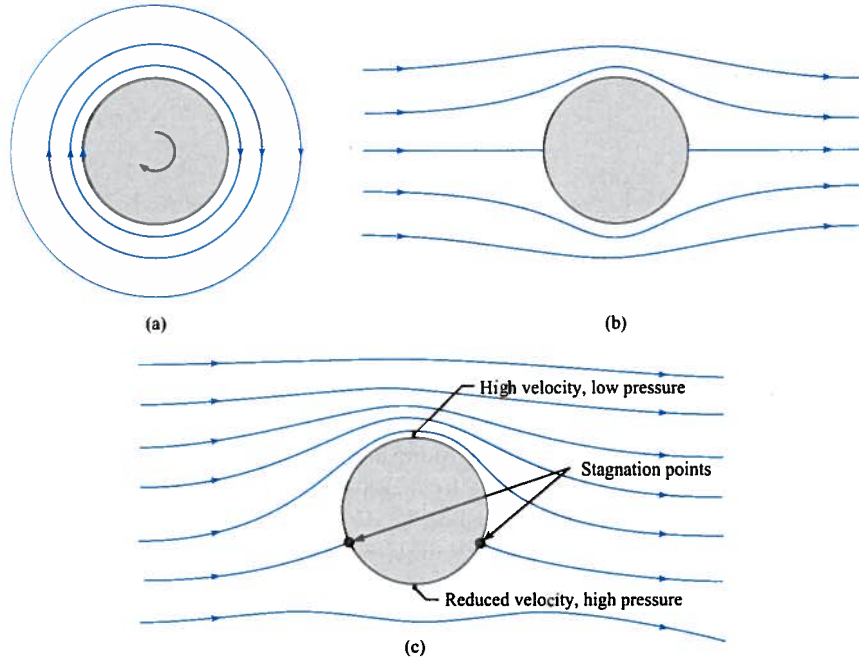 (a)
(b)
High velocity, low pressure
Stagnation points
Reduced velocity, high pressure
(c)